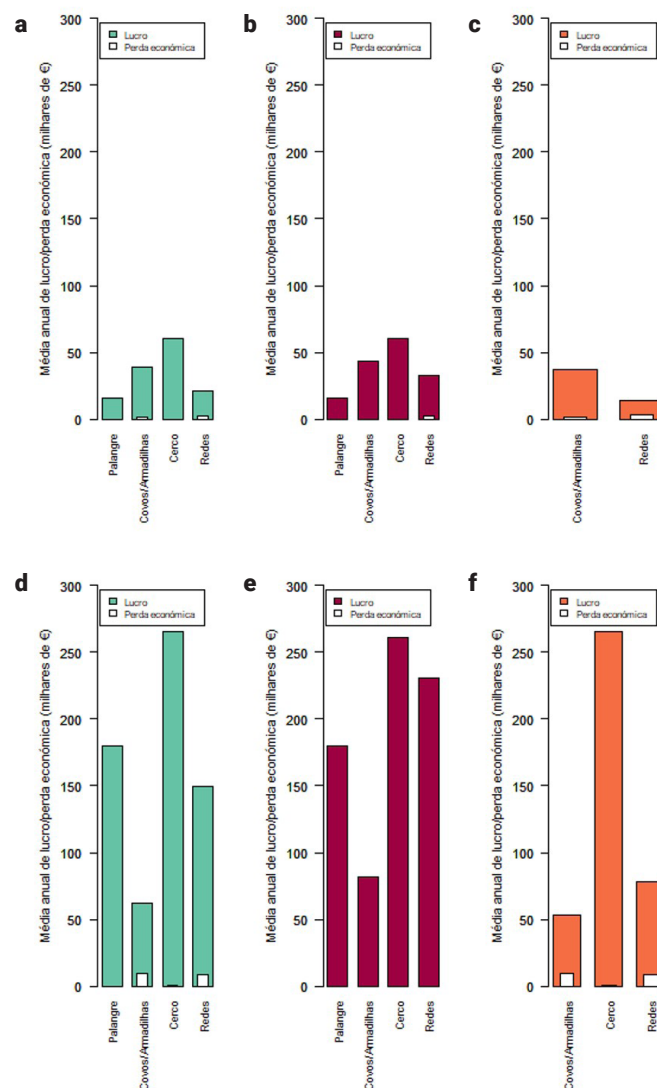 a
300
250
200
150
100
50
0
Média anual de lucro/perda económica (milhares de €)
Lucro
Perda económica
Palangre
Covos/Armadilhas
Cerco
Redes
b
300
250
200
150
100
50
0
Média anual de lucro/perda económica (milhares de €)
Lucro
Perda económica
Palangre
Covos/Armadilhas
Cerco
Redes
c
300
250
200
150
100
50
0
Média anual de lucro/perda económica (milhares de €)
Lucro
Perda económica
Covos/Armadilhas
Redes
d
300
250
200
150
100
50
0
Média anual de lucro/perda económica (milhares de €)
Lucro
Perda económica
Palangre
Covos/Armadilhas
Cerco
Redes
e
300
250
200
150
100
50
0
Média anual de lucro/perda económica (milhares de €)
Lucro
Perda económica
Palangre
Covos/Armadilhas
Cerco
Redes
f
300
250
200
150
100
50
0
Média anual de lucro/perda económica (milhares de €)
Lucro
Perda económica
Covos/Armadilhas
Cerco
Redes